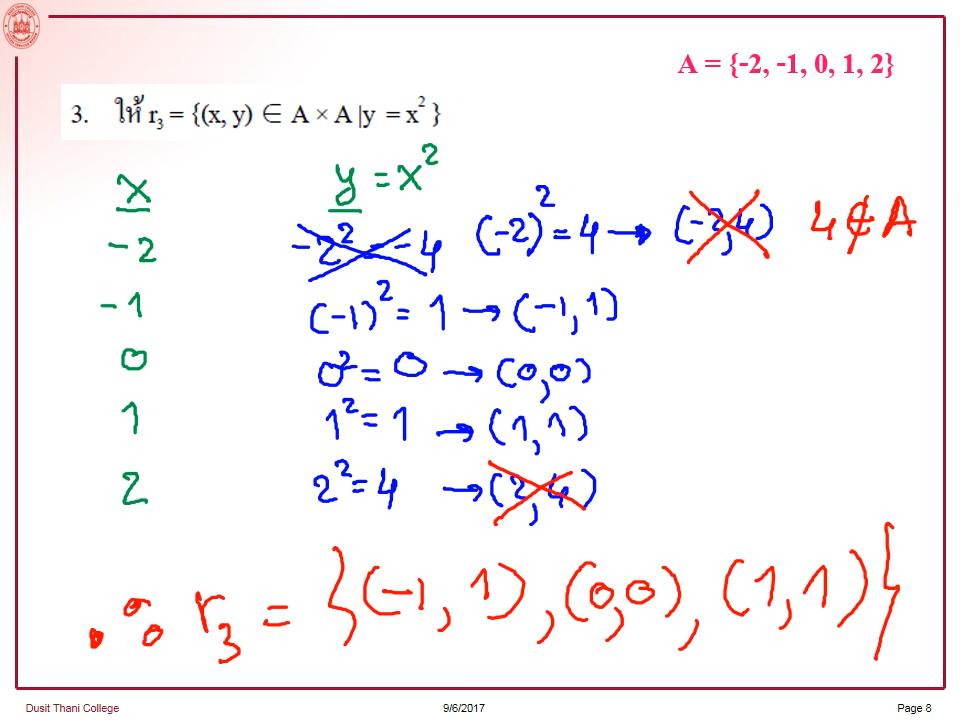 A = {-2, -1, 0, 1, 2}
3. ให้ r₃ = {(x, y) ∈ A × A |y = x² }
x y = x²
-2 -2² = -4 (-2)² = 4 → (-2,4) 4 ∉ A
-1 (-1)² = 1 → (-1,1)
0 0² = 0 → (0,0)
1 1² = 1 → (1,1)
2 2² = 4 → (2,4)
∴ r₃ = {(-1,1), (0,0), (1,1)}
Dusit Thani College 9/6/2017 Page 8